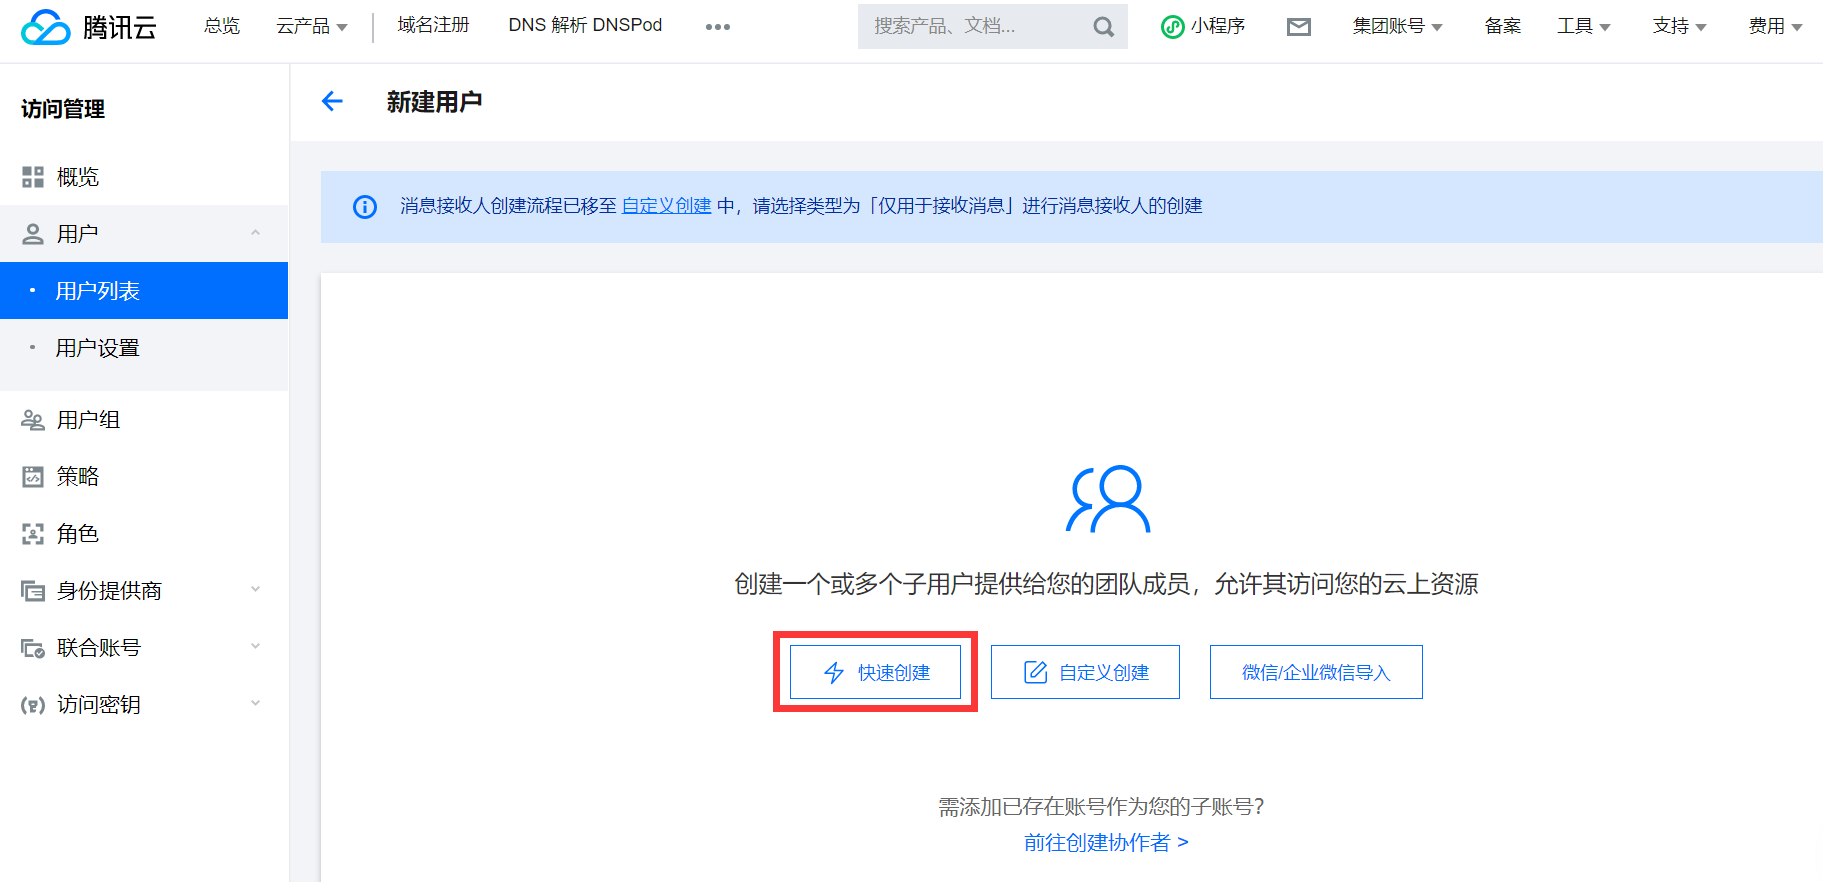 腾讯云 总览 云产品 域名注册 DNS 解析 DNSPod ••• 搜索产品、文档... 小程序 集团账号 备案 工具 支持 费用
访问管理
概览
用户
· 用户列表
· 用户设置
用户组
策略
角色
身份提供商
联合账号
访问密钥
新建用户
消息接收人创建流程已移至 自定义创建 中，请选择类型为「仅用于接收消息」进行消息接收人的创建
创建一个或多个子用户提供给您的团队成员，允许其访问您的云上资源
快速创建 自定义创建 微信/企业微信导入
需添加已存在账号作为您的子账号？
前往创建协作者 >